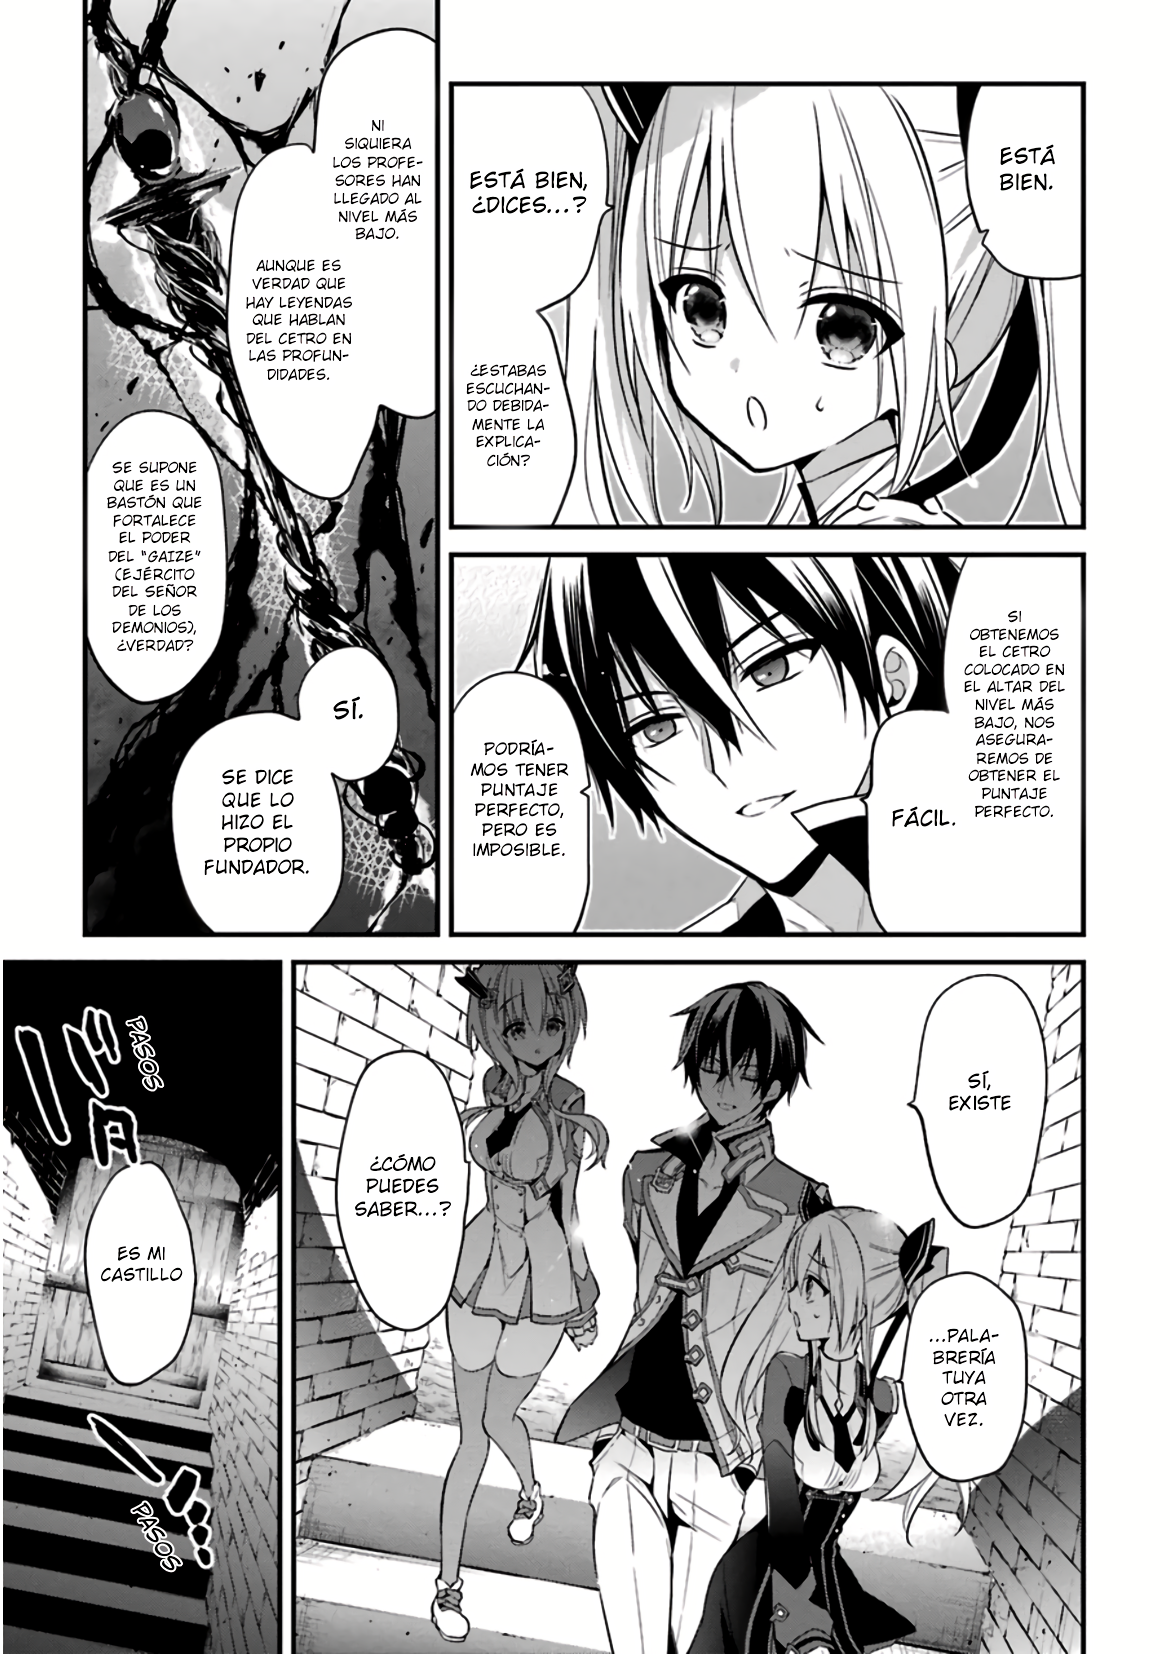 ESTÁ
BIEN.
ESTÁ BIEN,
¿DICES...?
¿ESTABAS
ESCUCHAN-
DO DEBIDA-
MENTE LA
EXPLICA-
CIÓN?
SI
OBTENEMOS
EL CETRO
COLOCADO EN
EL ALTAR DEL
NIVEL MÁS
BAJO, NOS
ASEGURA-
REMOS DE
OBTENER EL
PUNTAJE
PERFECTO.
FÁCIL.
PODRÍA-
MOS TENER
PUNTAJE
PERFECTO,
PERO ES
IMPOSIBLE.
NI
SIQUIERA
LOS PROFE-
SORES HAN
LLEGADO AL
NIVEL MÁS
BAJO.
AUNQUE ES
VERDAD QUE
HAY LEYENDAS
QUE HABLAN
DEL CETRO EN
LAS PROFUN-
DIDADES.
SE SUPONE
QUE ES UN
BASTÓN QUE
FORTALECE
EL PODER
DEL "GAIZE"
(EJÉRCITO
DEL SEÑOR
DE LOS
DEMONIOS),
¿VERDAD?
SÍ.
SE DICE
QUE LO
HIZO EL
PROPIO
FUNDADOR.
SÍ,
EXISTE
...PALA-
BRERÍA
TUYA
OTRA
VEZ.
¿CÓMO
PUEDES
SABER...?
PASOS
ES MI
CASTILLO
PASOS